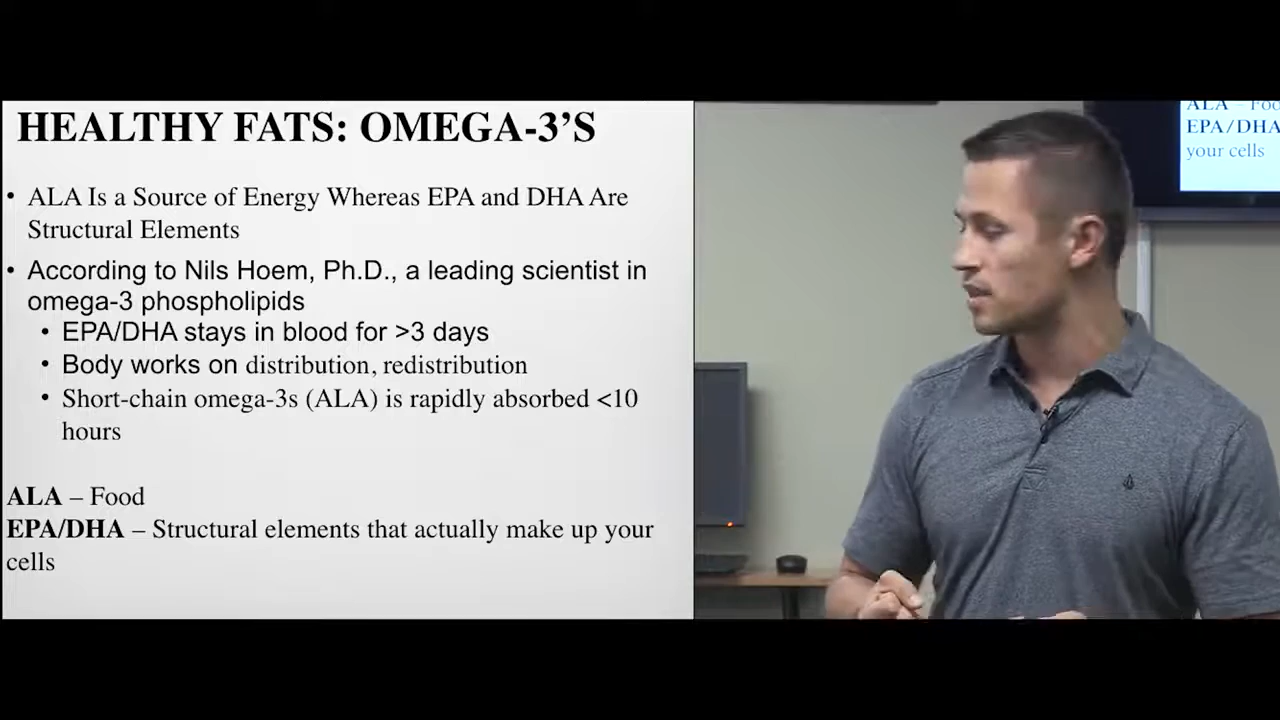 HEALTHY FATS: OMEGA-3’S
• ALA Is a Source of Energy Whereas EPA and DHA Are
Structural Elements
• According to Nils Hoem, Ph.D., a leading scientist in
omega-3 phospholipids
• EPA/DHA stays in blood for >3 days
• Body works on distribution, redistribution
• Short-chain omega-3s (ALA) is rapidly absorbed <10
hours
ALA – Food
EPA/DHA – Structural elements that actually make up your
cells
ALA – Foo
EPA/DHA
your cells